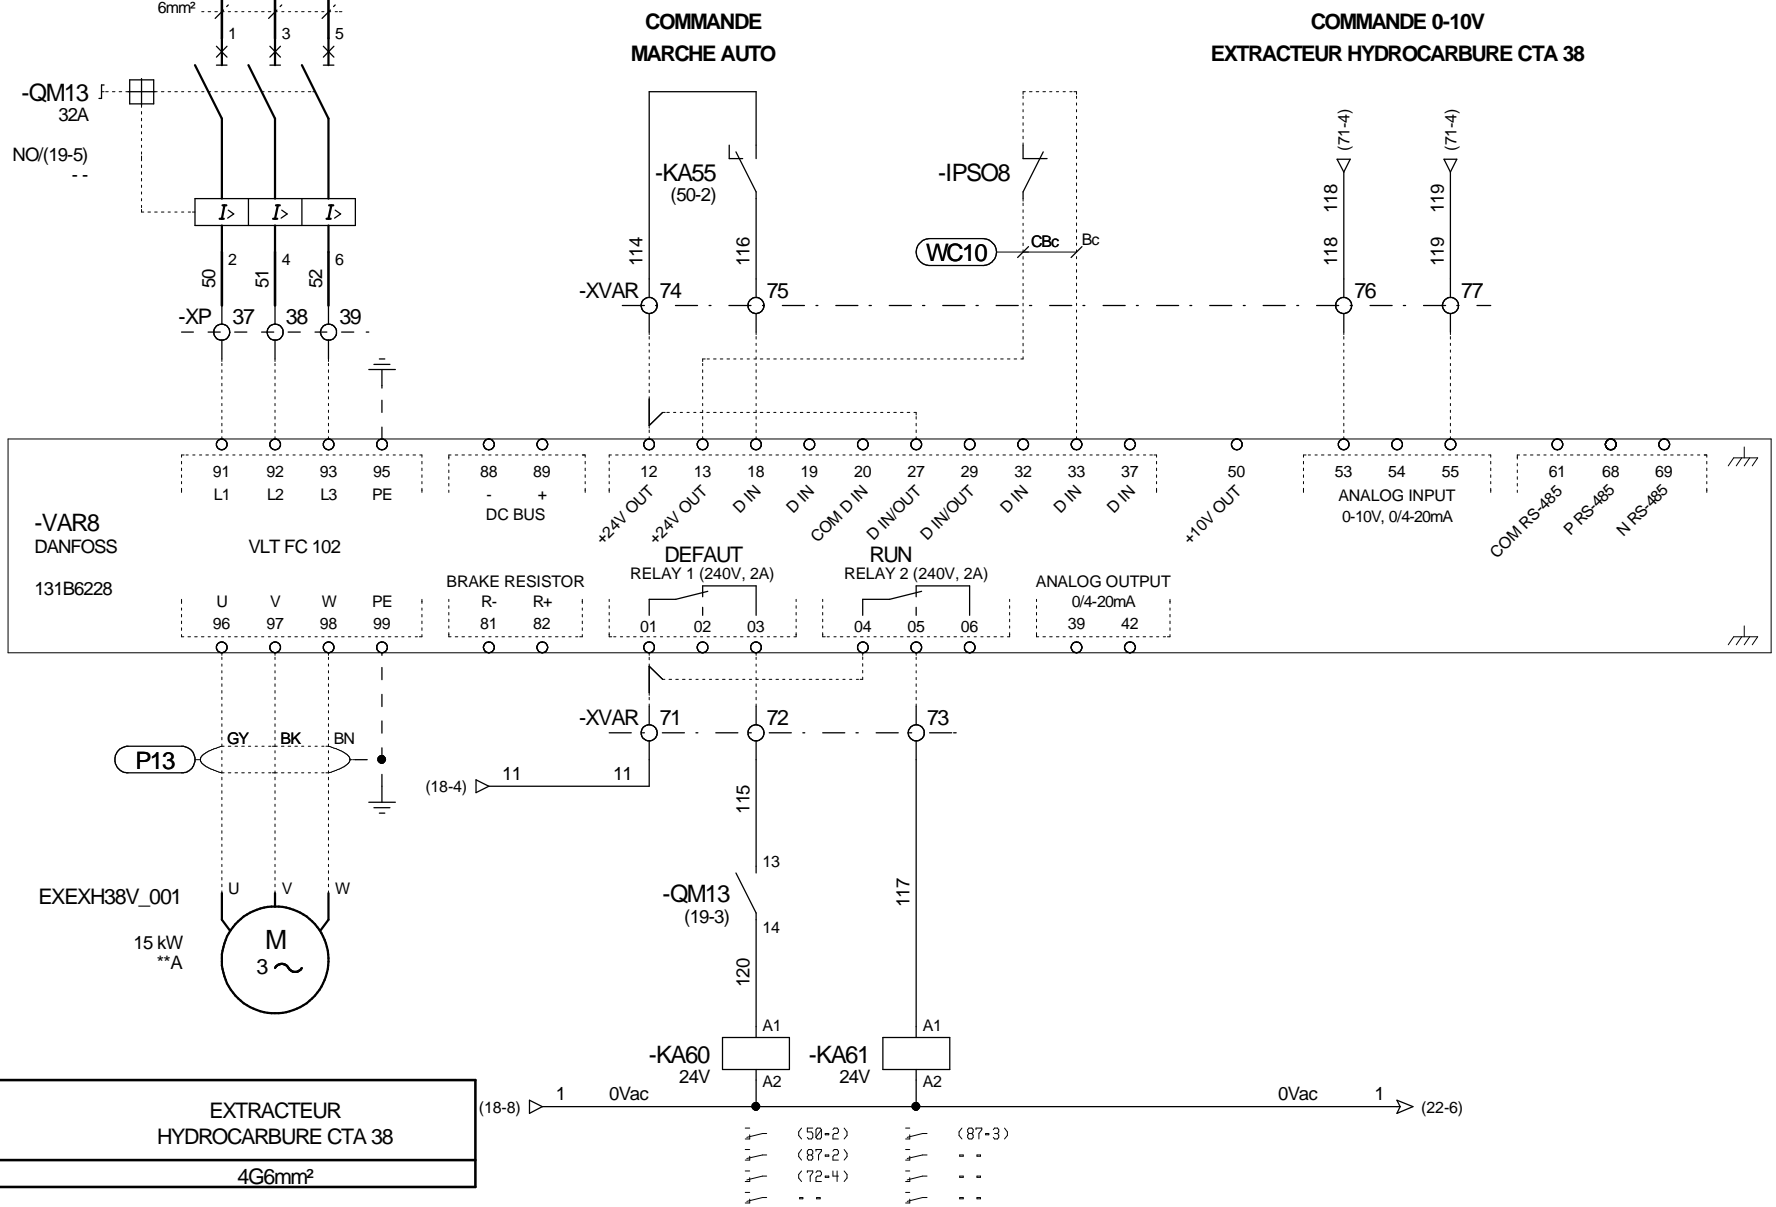 6mm²
COMMANDE
MARCHE AUTO
COMMANDE 0-10V
EXTRACTEUR HYDROCARBURE CTA 38
1 3 5
-QM13
32A
NO/(19-5)
- -
I> I> I>
2 4 6
50 51 52
-XP 37 38 39
-KA55
(50-2)
114 116
-XVAR 74 75 76 77
-IPSO8
WC10 CBc Bc
(71-4) (71-4)
118 119
118 119
91 92 93 95 88 89 12 13 18 19 20 27 29 32 33 37 50 53 54 55 61 68 69
L1 L2 L3 PE - +
DC BUS
+24V OUT +24V OUT D IN D IN COM D IN D IN/OUT D IN/OUT D IN D IN D IN +10V OUT
ANALOG INPUT
0-10V, 0/4-20mA
COM RS-485 P RS-485 N RS-485
-VAR8
DANFOSS
131B6228
VLT FC 102
DEFAUT
RELAY 1 (240V, 2A)
RUN
RELAY 2 (240V, 2A)
BRAKE RESISTOR
R- R+
ANALOG OUTPUT
0/4-20mA
U V W PE
96 97 98 99 81 82 01 02 03 04 05 06 39 42
-XVAR 71 72 73
P13 GY BK BN
(18-4) 11 11
115
13
-QM13
(19-3)
14
117
120
EXEXH38V_001
15 kW
**A
U V W
M
3
A1 A1
-KA60
24V
-KA61
24V
A2 A2
(18-8) 1 0Vac 0Vac 1 (22-6)
EXTRACTEUR
HYDROCARBURE CTA 38
4G6mm²
(50-2) (87-3)
(87-2) - -
(72-4) - -
- - - -